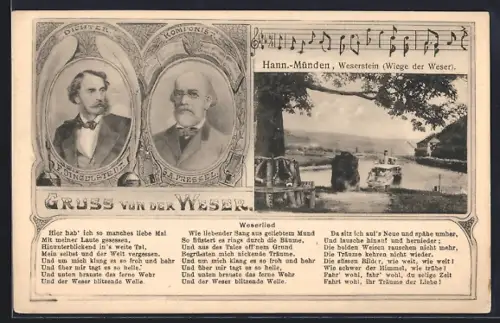 DICHTER
KOMPONIST
F. v. DINGELSTEDT
G. PRESSEL
Hann.-Münden, Weserstein (Wiege der Weser).
GRUSS VON DER WESER.
Weserlied
Hier hab' ich so manches liebe Mal
Mit meiner Laute gesessen,
Hinunterblickend in's weite Tal,
Mein selbst und der Welt vergessen.
Und um mich klang es so froh und hehr
Und über mir tagt es so helle,
Und unten brauste das ferne Wehr
Und der Weser blitzende Welle.
Wie liebender Sang aus geliebtem Mund
So flüstert es rings durch die Bäume,
Und aus des Tales off'nem Grund
Begrüssten mich nickende Träume.
Und um mich klang es so froh und hehr
Und über mir tagt es so helle,
Und unten brauste das ferne Wehr
Und der Weser blitzende Welle.
Da sitz ich auf's Neue und spähe umher,
Und lausche hinauf und hernieder;
Die holden Weisen rauschen nicht mehr,
Die Träume kehren nicht wieder.
Die süssen Bilder, wie weit, wie weit!
Wie schwer der Himmel, wie trübe!
Fahr' wohl, fahr' wohl, du selige Zeit
Fahrt wohl, ihr Träume der Liebe!